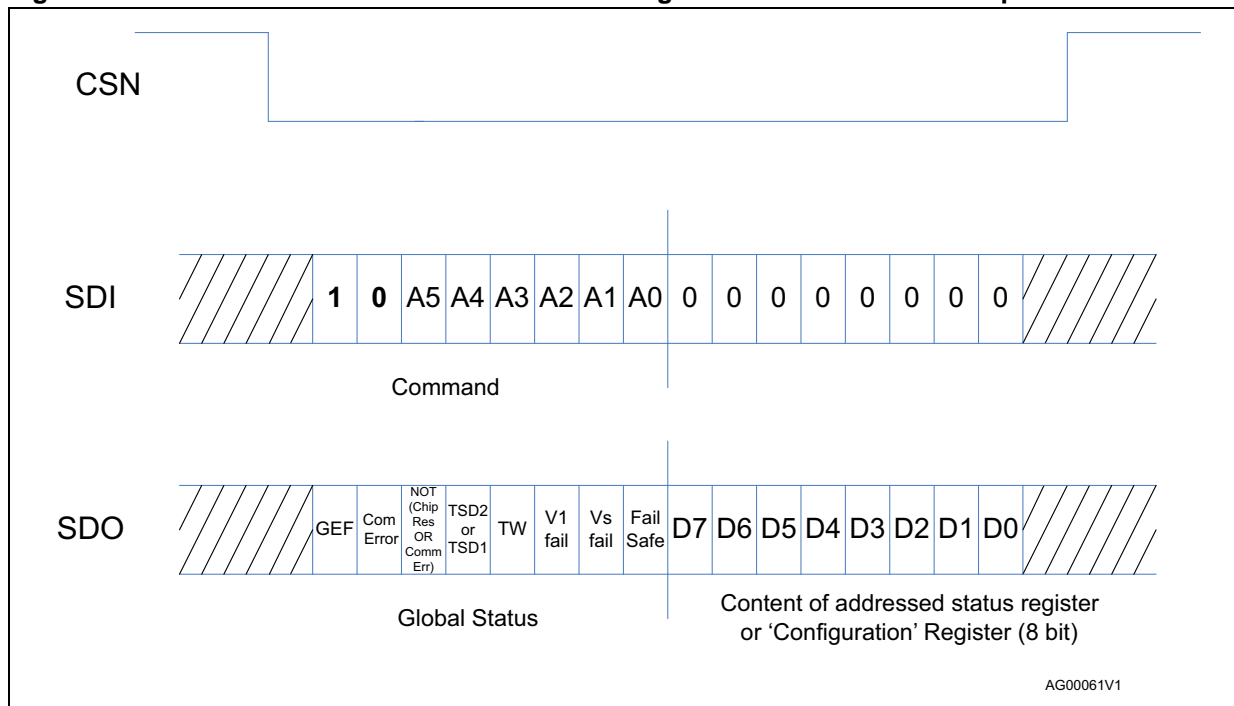 CSN
SDI 1 0 A5 A4 A3 A2 A1 A0 0 0 0 0 0 0 0 0
Command
SDO GEF Com Error NOT (Chip Res OR Comm Err) TSD2 or TSD1 TW V1 fail Vs fail Fail Safe D7 D6 D5 D4 D3 D2 D1 D0
Global Status
Content of addressed status register
or ‘Configuration’ Register (8 bit)
AG00061V1